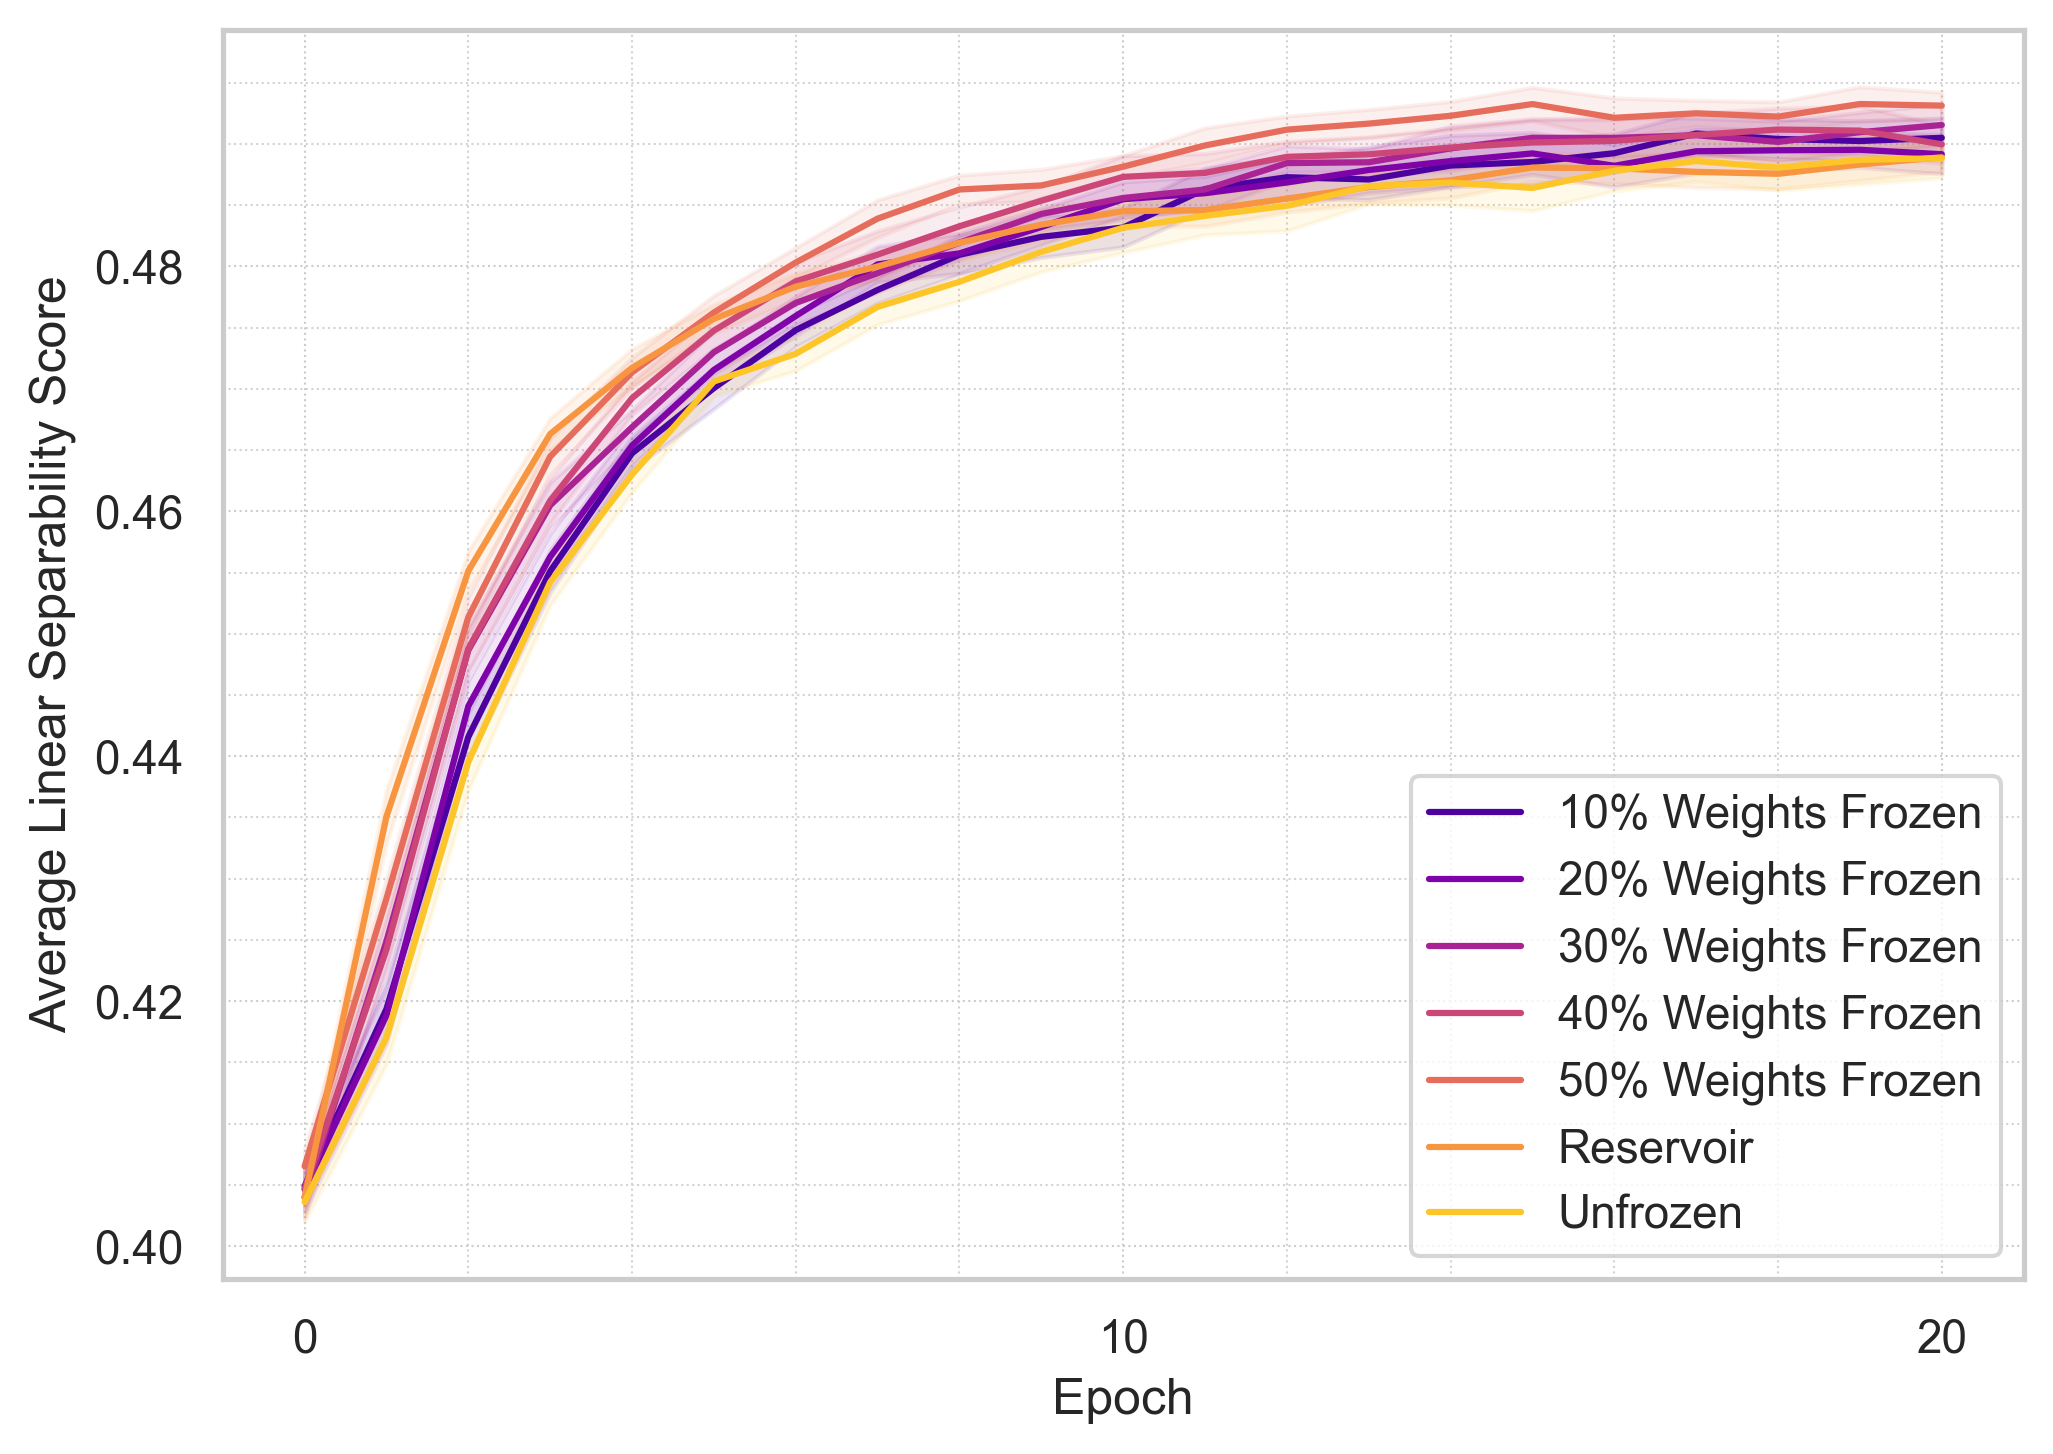 Average Linear Separability Score
0.48
0.46
0.44
0.42
0.40
10% Weights Frozen
20% Weights Frozen
30% Weights Frozen
40% Weights Frozen
50% Weights Frozen
Reservoir
Unfrozen
0 10 20
Epoch